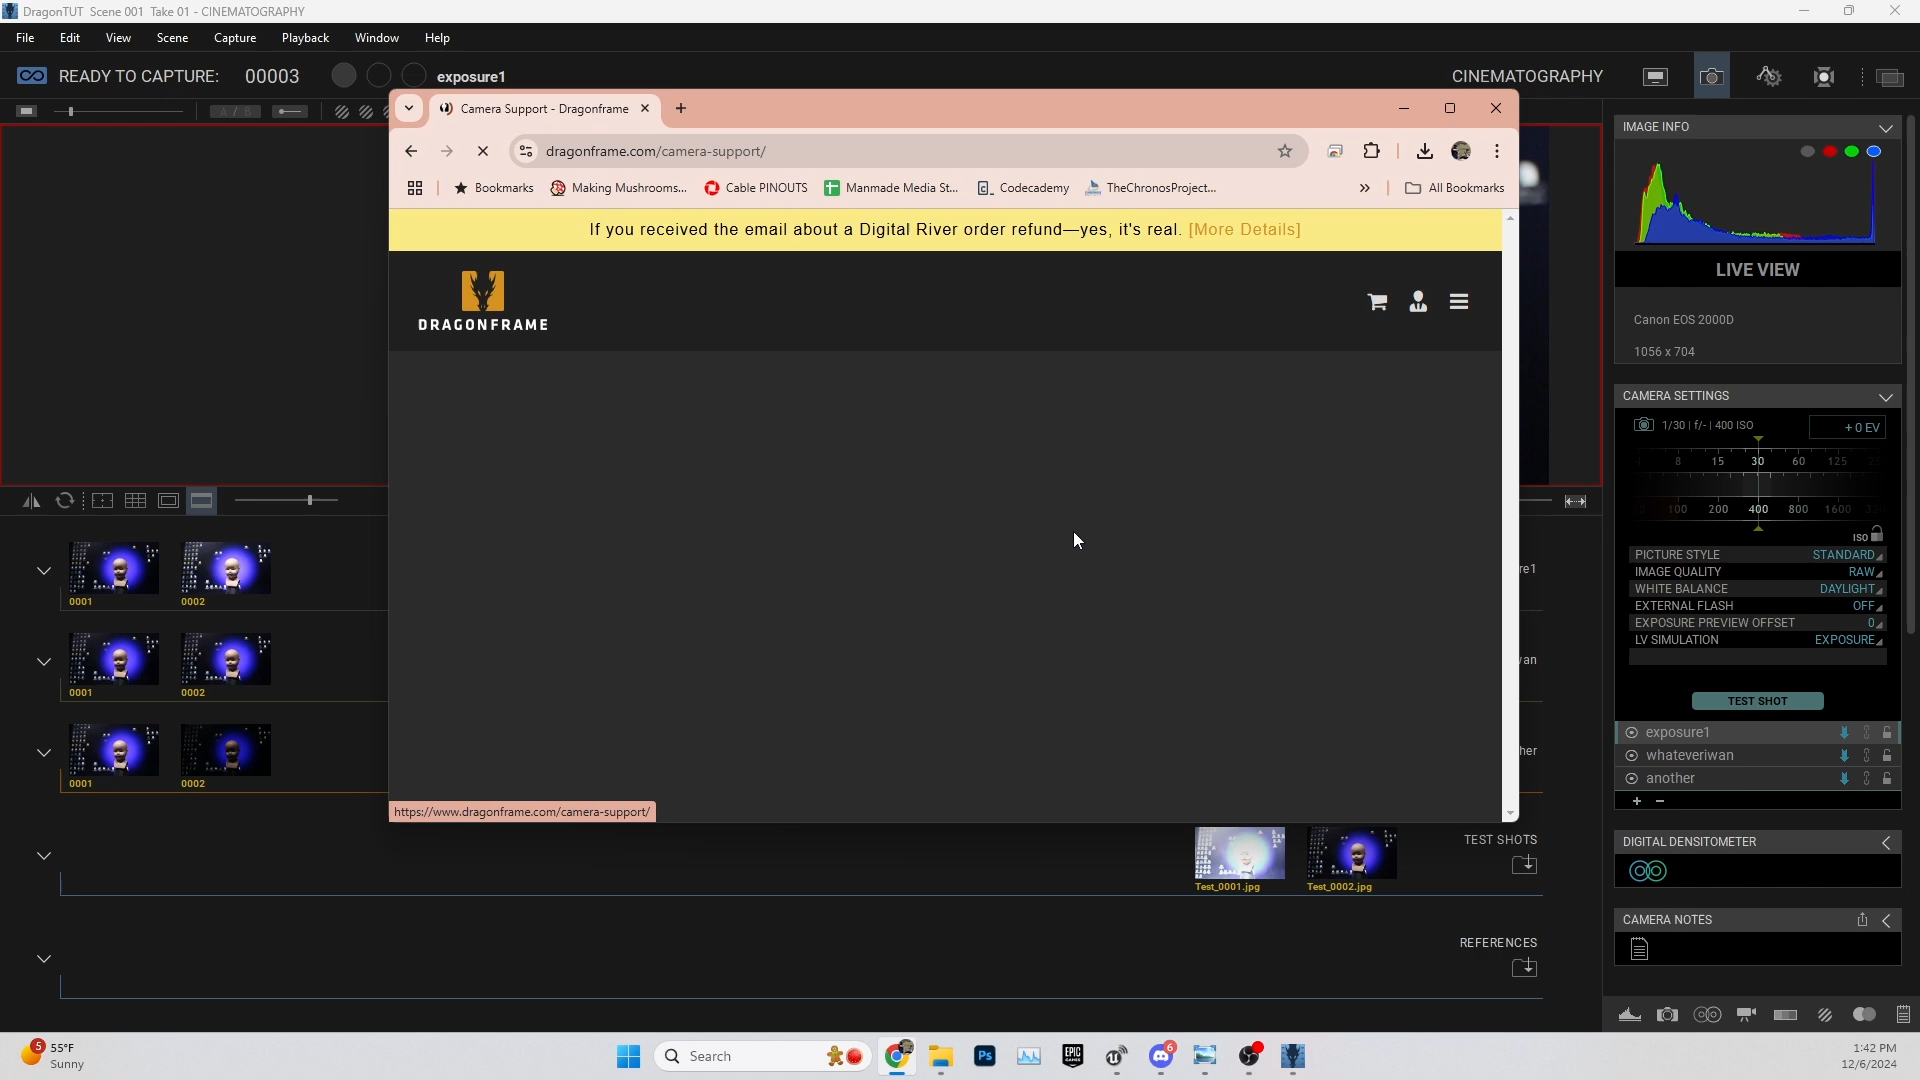 DragonTUT Scene 001 Take 01 - CINEMATOGRAPHY
File Edit View Scene Capture Playback Window Help
READY TO CAPTURE: 00003 exposure1 CINEMATOGRAPHY
A / B
Camera Support - Dragonframe
dragonframe.com/camera-support/
Bookmarks Making Mushrooms... Cable PINOUTS Manmade Media St... Codecademy TheChronosProject... » All Bookmarks
If you received the email about a Digital River order refund—yes, it's real. [More Details]
DRAGONFRAME
https://www.dragonframe.com/camera-support/
0001 0002
0001 0002
0001 0002
re1
her
TEST SHOTS
Test_0001.jpg Test_0002.jpg
REFERENCES
IMAGE INFO
LIVE VIEW
Canon EOS 2000D
1056 x 704
CAMERA SETTINGS
1/30 | f/- | 400 ISO +0 EV
8 15 30 60 125
100 200 400 800 1600
ISO
PICTURE STYLE STANDARD
IMAGE QUALITY RAW
WHITE BALANCE DAYLIGHT
EXTERNAL FLASH OFF
EXPOSURE PREVIEW OFFSET 0
LV SIMULATION EXPOSURE
TEST SHOT
exposure1
whateveriwan
another
DIGITAL DENSITOMETER
CAMERA NOTES
5 55°F
Sunny
Search
Ps
EPIC GAMES
6
1:42 PM
12/6/2024